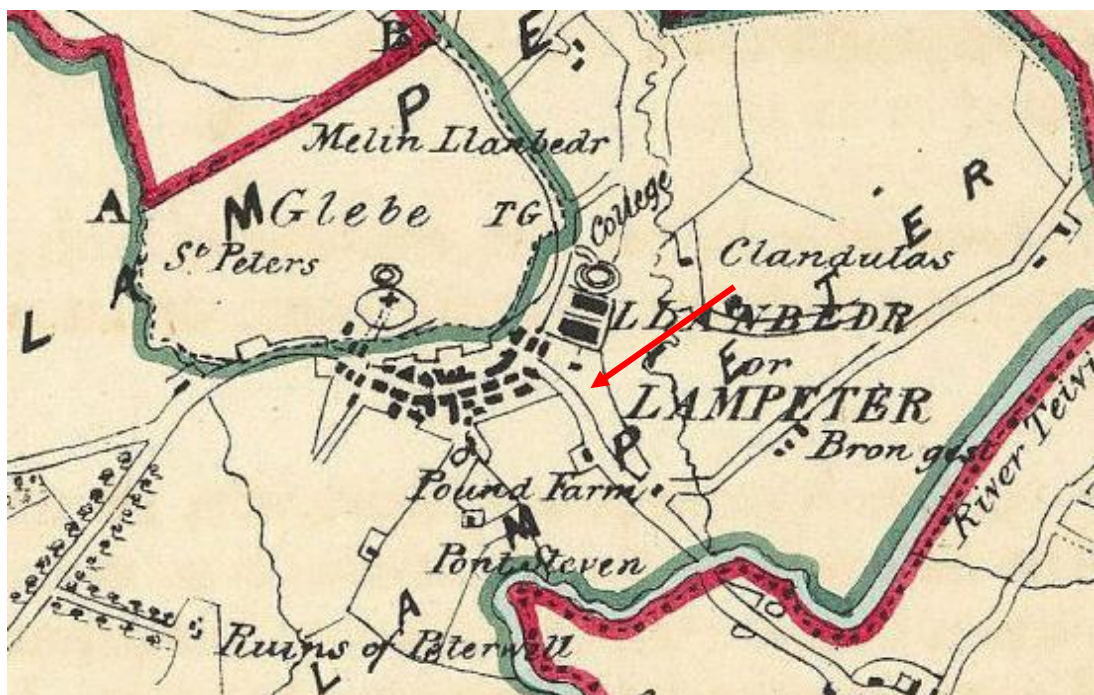 B
Melin Llanbedr
A
Glebe
TG
College
St Peters
Clandulas
LLANBEDR
or
LAMPETER
Bron gest
River Teivi
Pound Farm
Pont Steven
Ruins of Peterwill
L A M P E T E R
L A M P E T E R